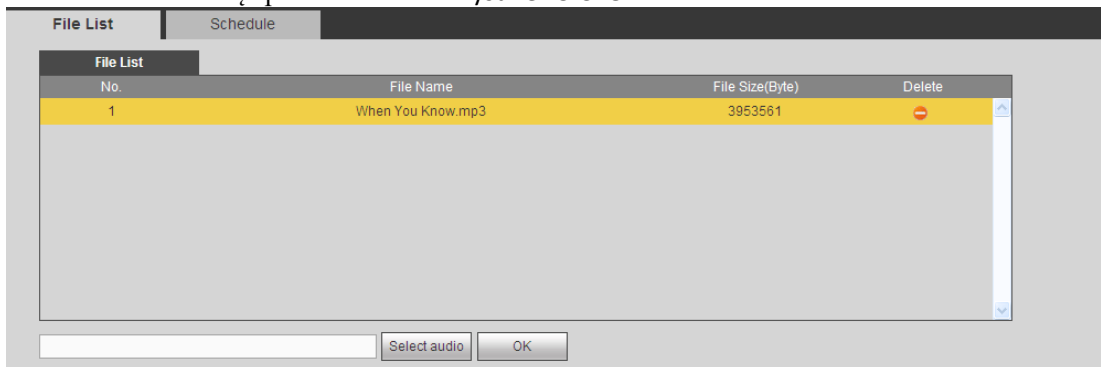 File List Schedule
File List
No. File Name File Size(Byte) Delete
1 When You Know.mp3 3953561
Select audio OK